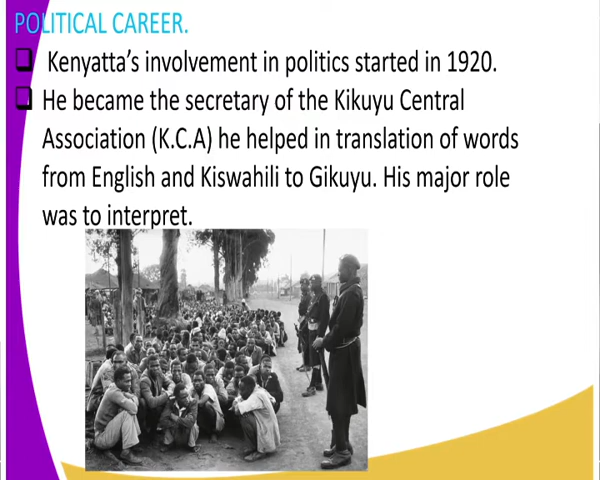 POLITICAL CAREER.
Kenyatta’s involvement in politics started in 1920.
He became the secretary of the Kikuyu Central
Association (K.C.A) he helped in translation of words
from English and Kiswahili to Gikuyu. His major role
was to interpret.